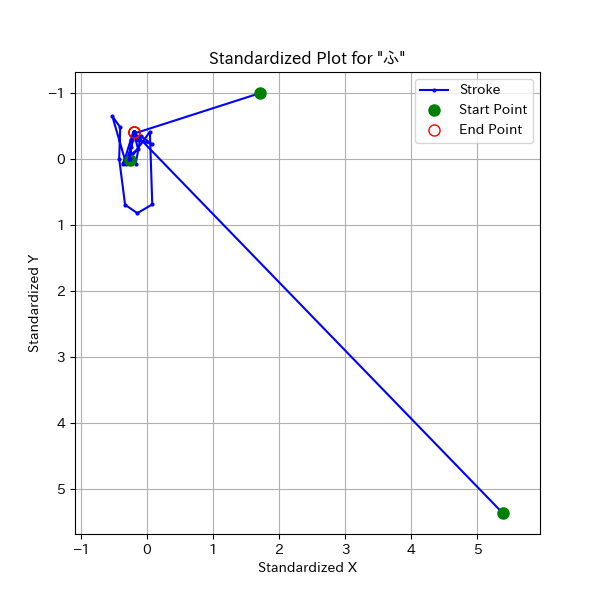 Standardized Plot for "ふ"
Stroke
Start Point
End Point
−1
0
1
2
3
4
5
Standardized Y
−1 0 1 2 3 4 5
Standardized X